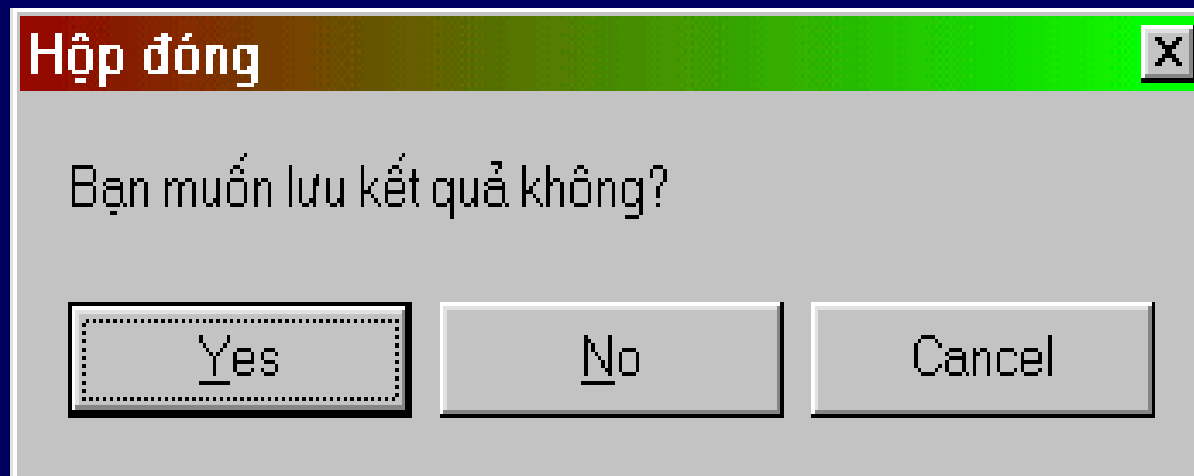 Hộp đóng
Bạn muốn lưu kết quả không?
Yes No Cancel